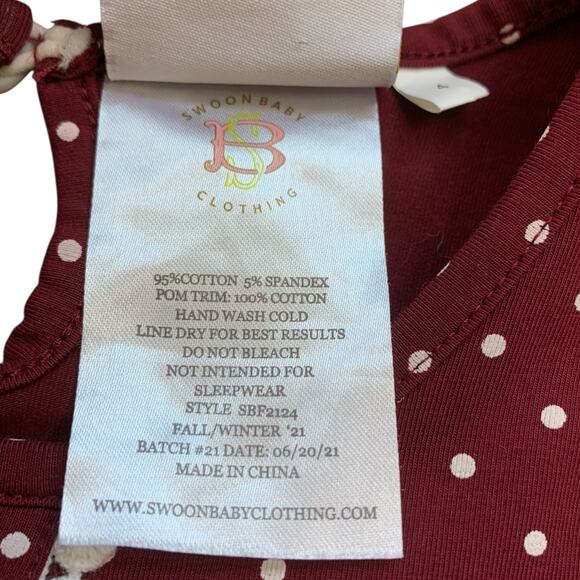 SWOON BABY
SB
CLOTHING
95%COTTON 5% SPANDEX
POM TRIM: 100% COTTON
HAND WASH COLD
LINE DRY FOR BEST RESULTS
DO NOT BLEACH
NOT INTENDED FOR
SLEEPWEAR
STYLE SBF2124
FALL/WINTER '21
BATCH #21 DATE: 06/20/21
MADE IN CHINA
WWW.SWOONBABYCLOTHING.COM